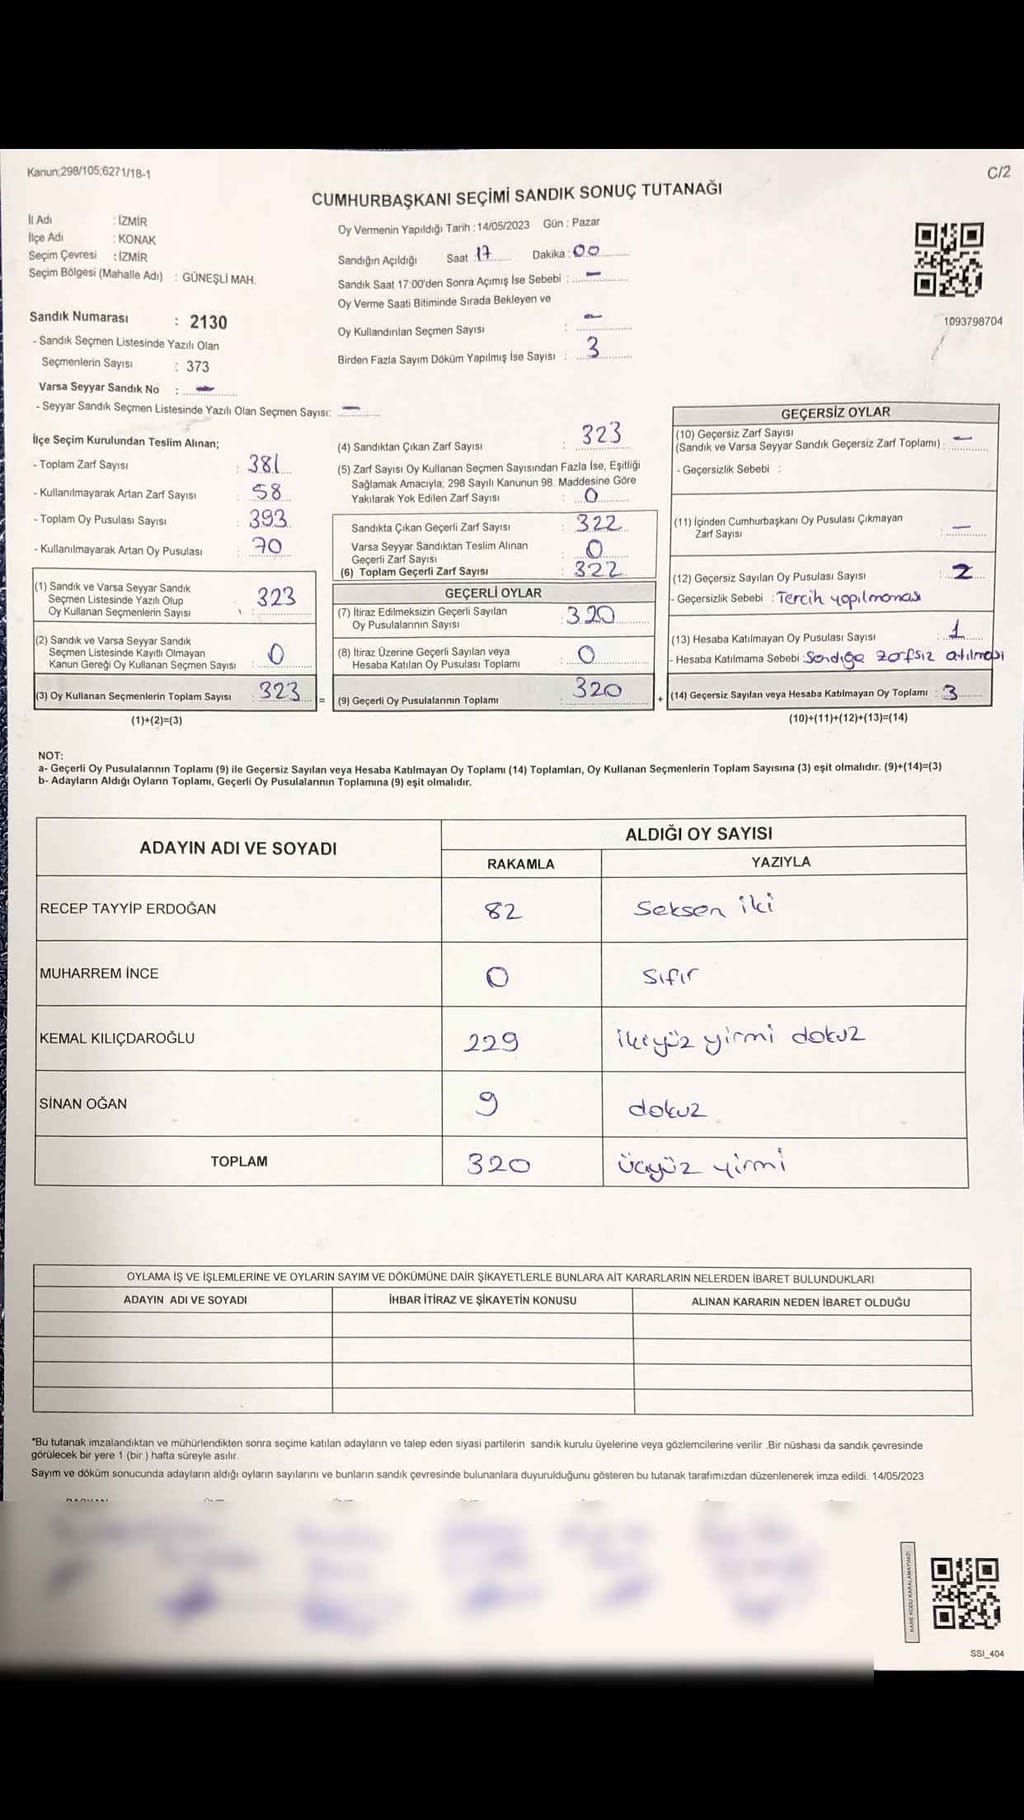 Kanun;298/105;6271/18-1
C/2
CUMHURBAŞKANI SEÇİMİ SANDIK SONUÇ TUTANAĞI
İl Adı : İZMİR
İlçe Adı : KONAK
Seçim Çevresi : İZMİR
Seçim Bölgesi (Mahalle Adı) : GÜNEŞLİ MAH.
Oy Vermenin Yapıldığı Tarih : 14/05/2023 Gün : Pazar
Sandığın Açıldığı Saat 17 Dakika : 00
Sandık Saat 17:00'den Sonra Açımış İse Sebebi : —
Oy Verme Saati Bitiminde Sırada Bekleyen ve
Oy Kullandırılan Seçmen Sayısı : —
Birden Fazla Sayım Döküm Yapılmış İse Sayısı : 3
1093798704
Sandık Numarası : 2130
- Sandık Seçmen Listesinde Yazılı Olan
Seçmenlerin Sayısı : 373
Varsa Seyyar Sandık No : —
- Seyyar Sandık Seçmen Listesinde Yazılı Olan Seçmen Sayısı: —
İlçe Seçim Kurulundan Teslim Alınan;
- Toplam Zarf Sayısı : 381
- Kullanılmayarak Artan Zarf Sayısı : 58
- Toplam Oy Pusulası Sayısı : 393
- Kullanılmayarak Artan Oy Pusulası : 70
(1) Sandık ve Varsa Seyyar Sandık
Seçmen Listesinde Yazılı Olup
Oy Kullanan Seçmenlerin Sayısı : 323
(2) Sandık ve Varsa Seyyar Sandık
Seçmen Listesinde Kayıtlı Olmayan
Kanun Gereği Oy Kullanan Seçmen Sayısı : 0
(3) Oy Kullanan Seçmenlerin Toplam Sayısı : 323 =
(1)+(2)=(3)
(4) Sandıktan Çıkan Zarf Sayısı : 323
(5) Zarf Sayısı Oy Kullanan Seçmen Sayısından Fazla İse, Eşitliği
Sağlamak Amacıyla; 298 Sayılı Kanunun 98. Maddesine Göre
Yakılarak Yok Edilen Zarf Sayısı : 0
Sandıkta Çıkan Geçerli Zarf Sayısı : 322
Varsa Seyyar Sandıktan Teslim Alınan
Geçerli Zarf Sayısı : 0
(6) Toplam Geçerli Zarf Sayısı : 322
GEÇERLİ OYLAR
(7) İtiraz Edilmeksizin Geçerli Sayılan
Oy Pusulalarının Sayısı : 320
(8) İtiraz Üzerine Geçerli Sayılan veya
Hesaba Katılan Oy Pusulası Toplamı : 0
(9) Geçerli Oy Pusulalarının Toplamı : 320 +
GEÇERSİZ OYLAR
(10) Geçersiz Zarf Sayısı
(Sandık ve Varsa Seyyar Sandık Geçersiz Zarf Toplamı) : —
- Geçersizlik Sebebi :
(11) İçinden Cumhurbaşkanı Oy Pusulası Çıkmayan
Zarf Sayısı : —
(12) Geçersiz Sayılan Oy Pusulası Sayısı : 2
- Geçersizlik Sebebi : Tercih yapılmaması
(13) Hesaba Katılmayan Oy Pusulası Sayısı : 1
- Hesaba Katılmama Sebebi : Sandığa zarfsız atılması
(14) Geçersiz Sayılan veya Hesaba Katılmayan Oy Toplamı : 3
(10)+(11)+(12)+(13)=(14)
NOT:
a- Geçerli Oy Pusulalarının Toplamı (9) ile Geçersiz Sayılan veya Hesaba Katılmayan Oy Toplamı (14) Toplamları, Oy Kullanan Seçmenlerin Toplam Sayısına (3) eşit olmalıdır. (9)+(14)=(3)
b- Adayların Aldığı Oyların Toplamı, Geçerli Oy Pusulalarının Toplamına (9) eşit olmalıdır.
ADAYIN ADI VE SOYADI ALDIĞI OY SAYISI
RAKAMLA YAZIYLA
RECEP TAYYİP ERDOĞAN 82 Seksen iki
MUHARREM İNCE 0 Sıfır
KEMAL KILIÇDAROĞLU 229 ikiyüz yirmi dokuz
SİNAN OĞAN 9 dokuz
TOPLAM 320 üçyüz yirmi
OYLAMA İŞ VE İŞLEMLERİNE VE OYLARIN SAYIM VE DÖKÜMÜNE DAİR ŞİKAYETLERLE BUNLARA AİT KARARLARIN NELERDEN İBARET BULUNDUKLARI
ADAYIN ADI VE SOYADI İHBAR İTİRAZ VE ŞİKAYETİN KONUSU ALINAN KARARIN NEDEN İBARET OLDUĞU
*Bu tutanak imzalandıktan ve mühürlendikten sonra seçime katılan adayların ve talep eden siyasi partilerin sandık kurulu üyelerine veya gözlemcilerine verilir .Bir nüshası da sandık çevresinde
görülecek bir yere 1 (bir ) hafta süreyle asılır.
Sayım ve döküm sonucunda adayların aldığı oyların sayılarını ve bunların sandık çevresinde bulunanlara duyurulduğunu gösteren bu tutanak tarafımızdan düzenlenerek imza edildi. 14/05/2023
KARE KODU KARALAMAYINIZ!
SSI_404